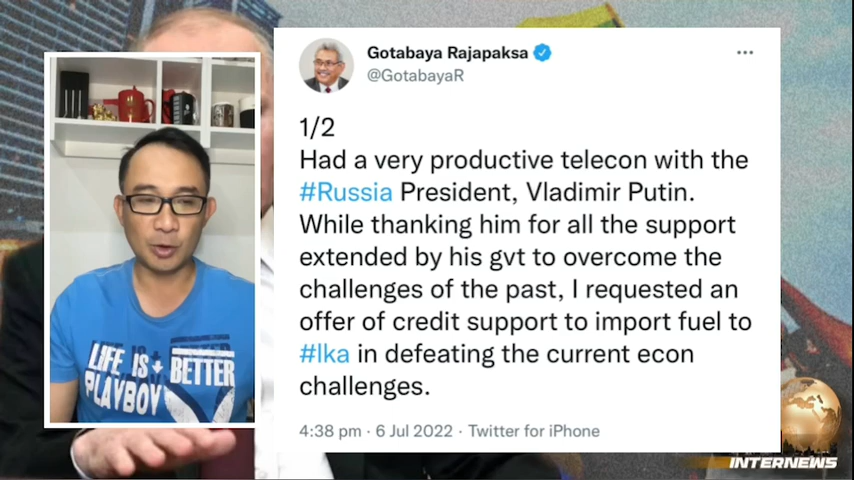 Gotabaya Rajapaksa
@GotabayaR
1/2
Had a very productive telecon with the
#Russia President, Vladimir Putin.
While thanking him for all the support
extended by his gvt to overcome the
challenges of the past, I requested an
offer of credit support to import fuel to
#lka in defeating the current econ
challenges.
4:38 pm · 6 Jul 2022 · Twitter for iPhone
LIFE IS
BETTER
PLAYBOY
INTERNEWS